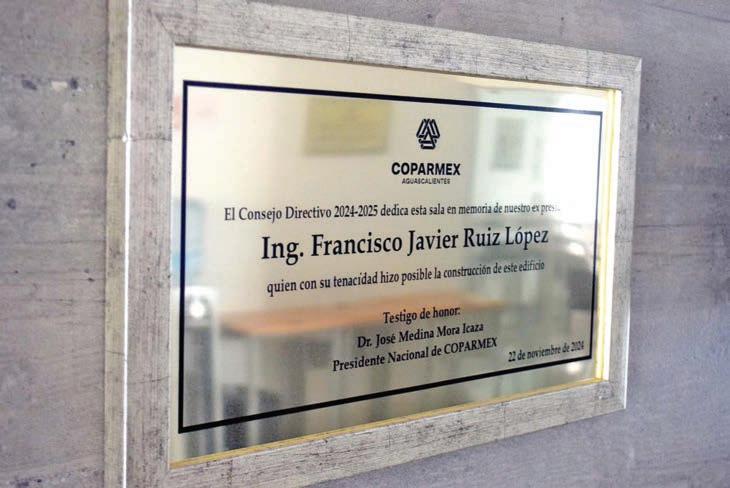 COPARMEX
AGUASCALIENTES
El Consejo Directivo 2024-2025 dedica esta sala en memoria de nuestro ex
Ing. Francisco Javier Ruiz López
quien con su tenacidad hizo posible la construcción de este edificio
Testigo de honor:
Dr. José Medina Mora Icaza
Presidente Nacional de COPARMEX
22 de noviembre de 2024